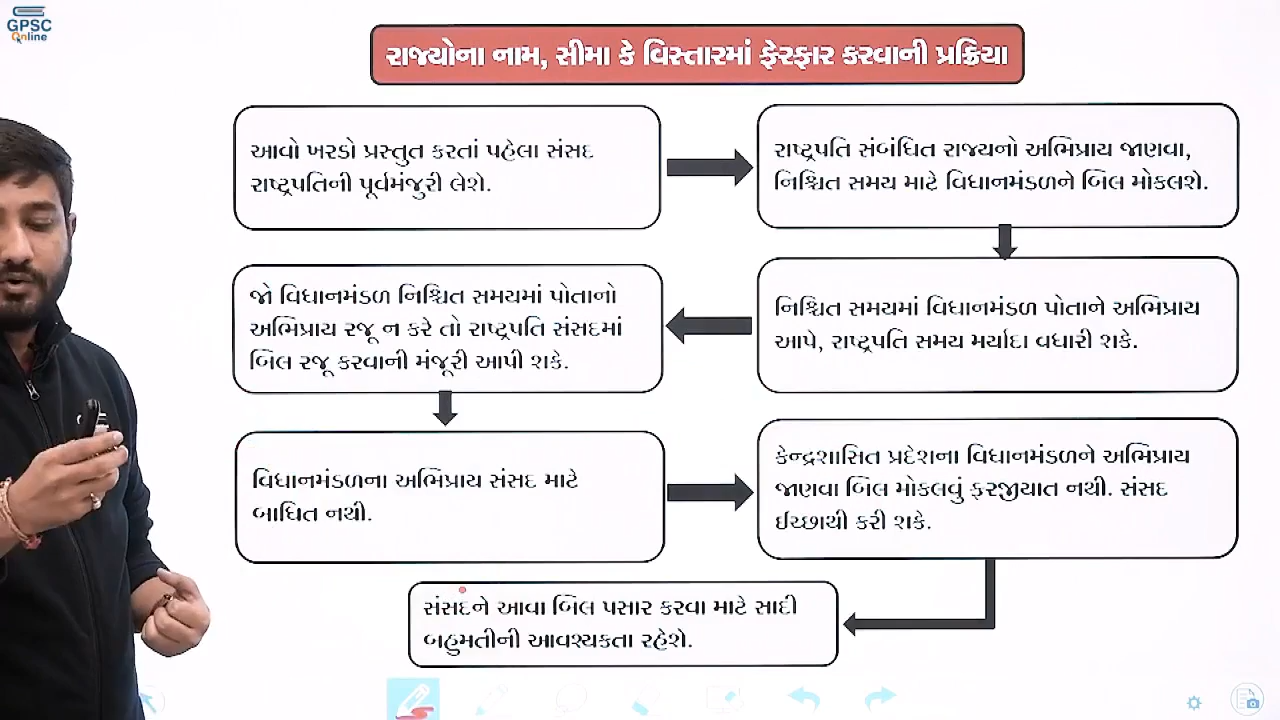 GPSC
Online
રાજ્યોના નામ, સીમા કે વિસ્તારમાં ફેરફાર કરવાની પ્રક્રિયા
આવો ખરડો પ્રસ્તુત કરતાં પહેલા સંસદ
રાષ્ટ્રપતિની પૂર્વમંજુરી લેશે.
રાષ્ટ્રપતિ સંબંધિત રાજ્યનો અભિપ્રાય જાણવા,
નિશ્ચિત સમય માટે વિધાનમંડળને બિલ મોકલશે.
નિશ્ચિત સમયમાં વિધાનમંડળ પોતાને અભિપ્રાય
આપે, રાષ્ટ્રપતિ સમય મર્યાદા વધારી શકે.
જો વિધાનમંડળ નિશ્ચિત સમયમાં પોતાનો
અભિપ્રાય રજૂ ન કરે તો રાષ્ટ્રપતિ સંસદમાં
બિલ રજૂ કરવાની મંજૂરી આપી શકે.
વિધાનમંડળના અભિપ્રાય સંસદ માટે
બાધિત નથી.
કેન્દ્રશાસિત પ્રદેશના વિધાનમંડળને અભિપ્રાય
જાણવા બિલ મોકલવું ફરજીયાત નથી. સંસદ
ઈચ્છાથી કરી શકે.
સંસદને આવા બિલ પસાર કરવા માટે સાદી
બહુમતીની આવશ્યકતા રહેશે.